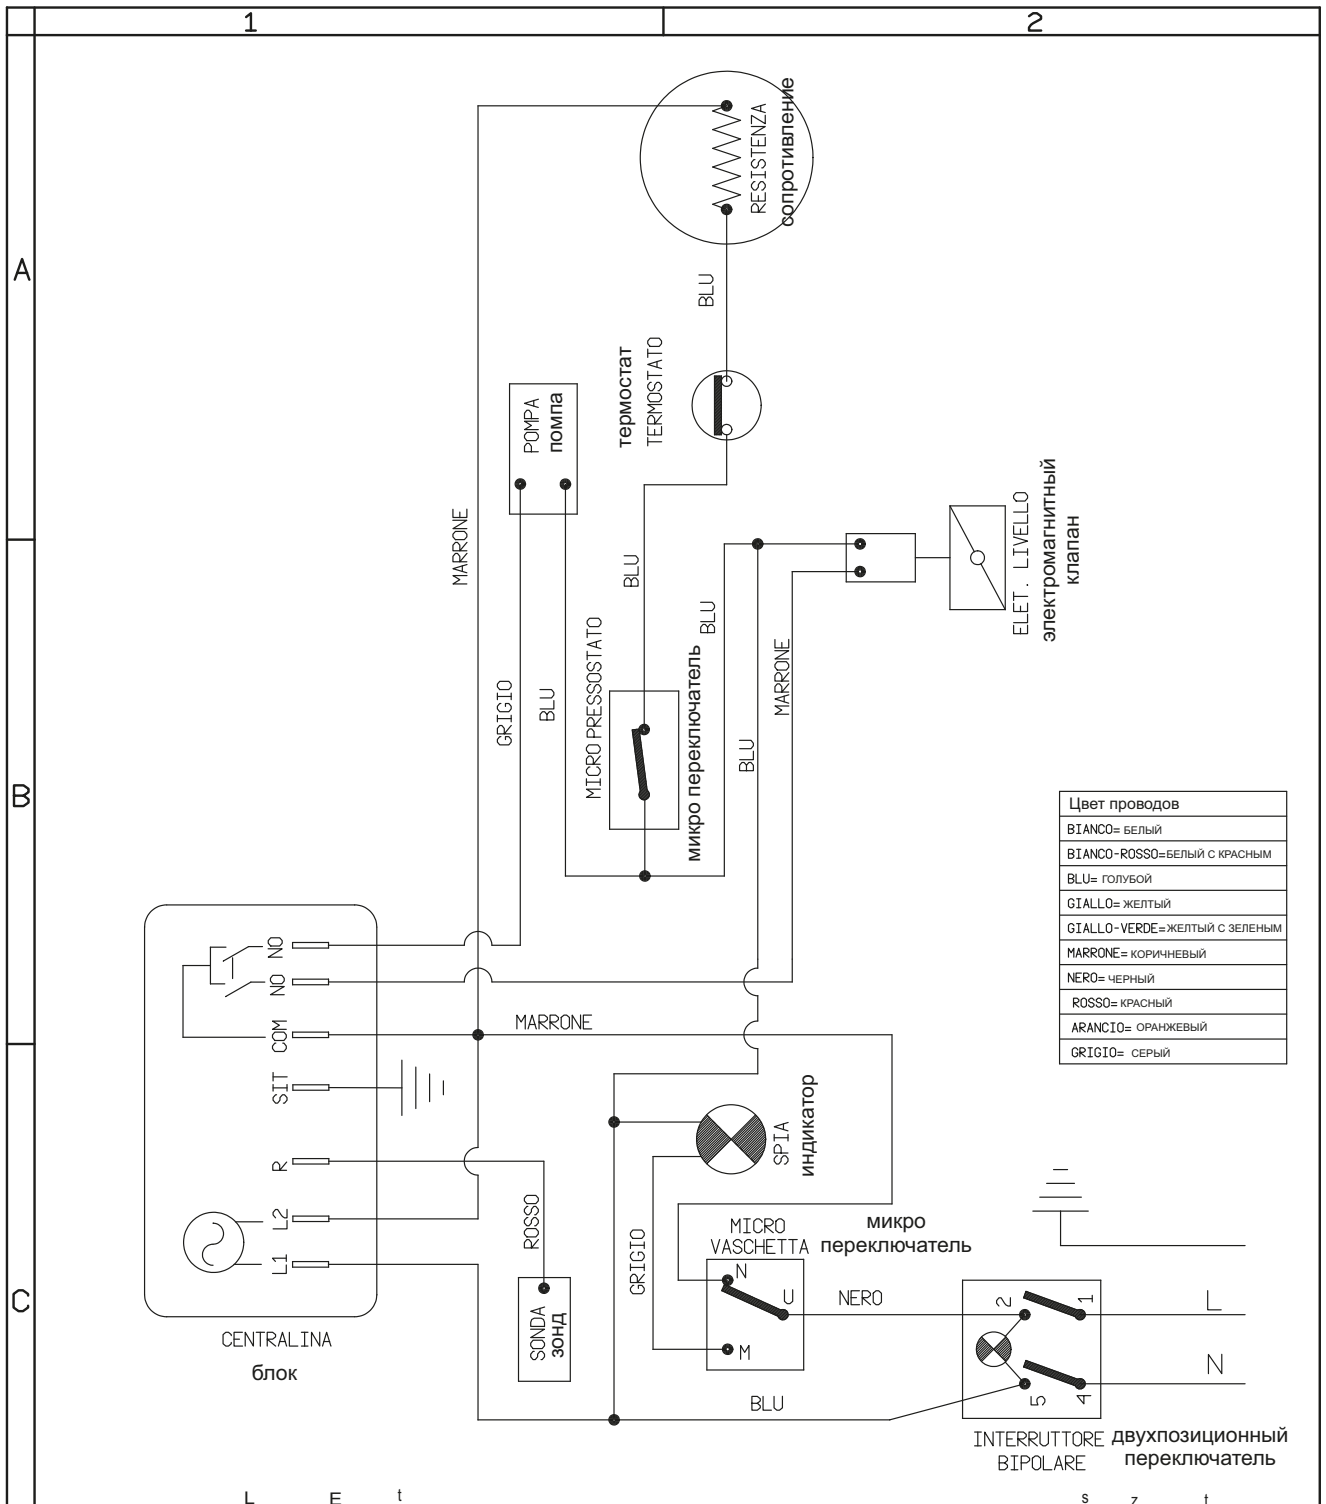 1
2
A
B
C
RESISTENZA
сопротивление
BLU
термостат
TERMOSTATO
POMPA
помпа
MARRONE
ELET. LIVELLO
электромагнитный
клапан
BLU
BLU
MICRO PRESSOSTATO
микро переключатель
MARRONE
GRIGIO
BLU
BLU
Цвет проводов
BIANCO= БЕЛЫЙ
BIANCO-ROSSO=БЕЛЫЙ С КРАСНЫМ
BLU= ГОЛУБОЙ
GIALLO= ЖЕЛТЫЙ
GIALLO-VERDE=ЖЕЛТЫЙ С ЗЕЛЕНЫМ
MARRONE= КОРИЧНЕВЫЙ
NERO= ЧЕРНЫЙ
ROSSO= КРАСНЫЙ
ARANCIO= ОРАНЖЕВЫЙ
GRIGIO= СЕРЫЙ
NO
NO
COM
SIT
R
L2
L1
MARRONE
SPIA
индикатор
ROSSO
GRIGIO
MICRO
VASCHETTA
микро
переключатель
N
U
M
NERO
2
1
L
5
4
N
SONDA
зонд
CENTRALINA
блок
BLU
INTERRUTTORE
BIPOLARE
двухпозиционный
переключатель
L E t
s z t